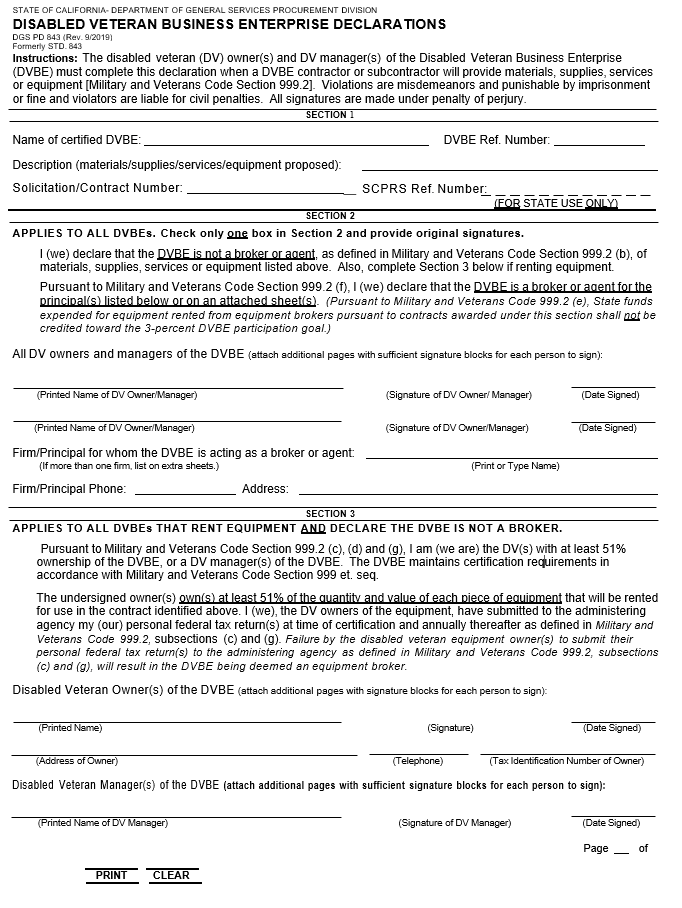 STATE OF CALIFORNIA- DEPARTMENT OF GENERAL SERVICES PROCUREMENT DIVISION
DISABLED VETERAN BUSINESS ENTERPRISE DECLARATIONS
DGS PD 843 (Rev. 9/2019)
Formerly STD. 843
Instructions: The disabled veteran (DV) owner(s) and DV manager(s) of the Disabled Veteran Business Enterprise
(DVBE) must complete this declaration when a DVBE contractor or subcontractor will provide materials, supplies, services
or equipment [Military and Veterans Code Section 999.2]. Violations are misdemeanors and punishable by imprisonment
or fine and violators are liable for civil penalties. All signatures are made under penalty of perjury.
SECTION 1
Name of certified DVBE: DVBE Ref. Number:
Description (materials/supplies/services/equipment proposed):
Solicitation/Contract Number: SCPRS Ref. Number:
(FOR STATE USE ONLY)
SECTION 2
APPLIES TO ALL DVBEs. Check only one box in Section 2 and provide original signatures.
I (we) declare that the DVBE is not a broker or agent, as defined in Military and Veterans Code Section 999.2 (b), of
materials, supplies, services or equipment listed above. Also, complete Section 3 below if renting equipment.
Pursuant to Military and Veterans Code Section 999.2 (f), I (we) declare that the DVBE is a broker or agent for the
principal(s) listed below or on an attached sheet(s). (Pursuant to Military and Veterans Code 999.2 (e), State funds
expended for equipment rented from equipment brokers pursuant to contracts awarded under this section shall not be
credited toward the 3-percent DVBE participation goal.)
All DV owners and managers of the DVBE (attach additional pages with sufficient signature blocks for each person to sign):
(Printed Name of DV Owner/Manager) (Signature of DV Owner/ Manager) (Date Signed)
(Printed Name of DV Owner/Manager) (Signature of DV Owner/Manager) (Date Signed)
Firm/Principal for whom the DVBE is acting as a broker or agent:
(If more than one firm, list on extra sheets.) (Print or Type Name)
Firm/Principal Phone: Address:
SECTION 3
APPLIES TO ALL DVBEs THAT RENT EQUIPMENT AND DECLARE THE DVBE IS NOT A BROKER.
Pursuant to Military and Veterans Code Section 999.2 (c), (d) and (g), I am (we are) the DV(s) with at least 51%
ownership of the DVBE, or a DV manager(s) of the DVBE. The DVBE maintains certification requirements in
accordance with Military and Veterans Code Section 999 et. seq.
The undersigned owner(s) own(s) at least 51% of the quantity and value of each piece of equipment that will be rented
for use in the contract identified above. I (we), the DV owners of the equipment, have submitted to the administering
agency my (our) personal federal tax return(s) at time of certification and annually thereafter as defined in Military and
Veterans Code 999.2, subsections (c) and (g). Failure by the disabled veteran equipment owner(s) to submit their
personal federal tax return(s) to the administering agency as defined in Military and Veterans Code 999.2, subsections
(c) and (g), will result in the DVBE being deemed an equipment broker.
Disabled Veteran Owner(s) of the DVBE (attach additional pages with signature blocks for each person to sign):
(Printed Name) (Signature) (Date Signed)
(Address of Owner) (Telephone) (Tax Identification Number of Owner)
Disabled Veteran Manager(s) of the DVBE (attach additional pages with sufficient signature blocks for each person to sign):
(Printed Name of DV Manager) (Signature of DV Manager) (Date Signed)
Page of
PRINT CLEAR